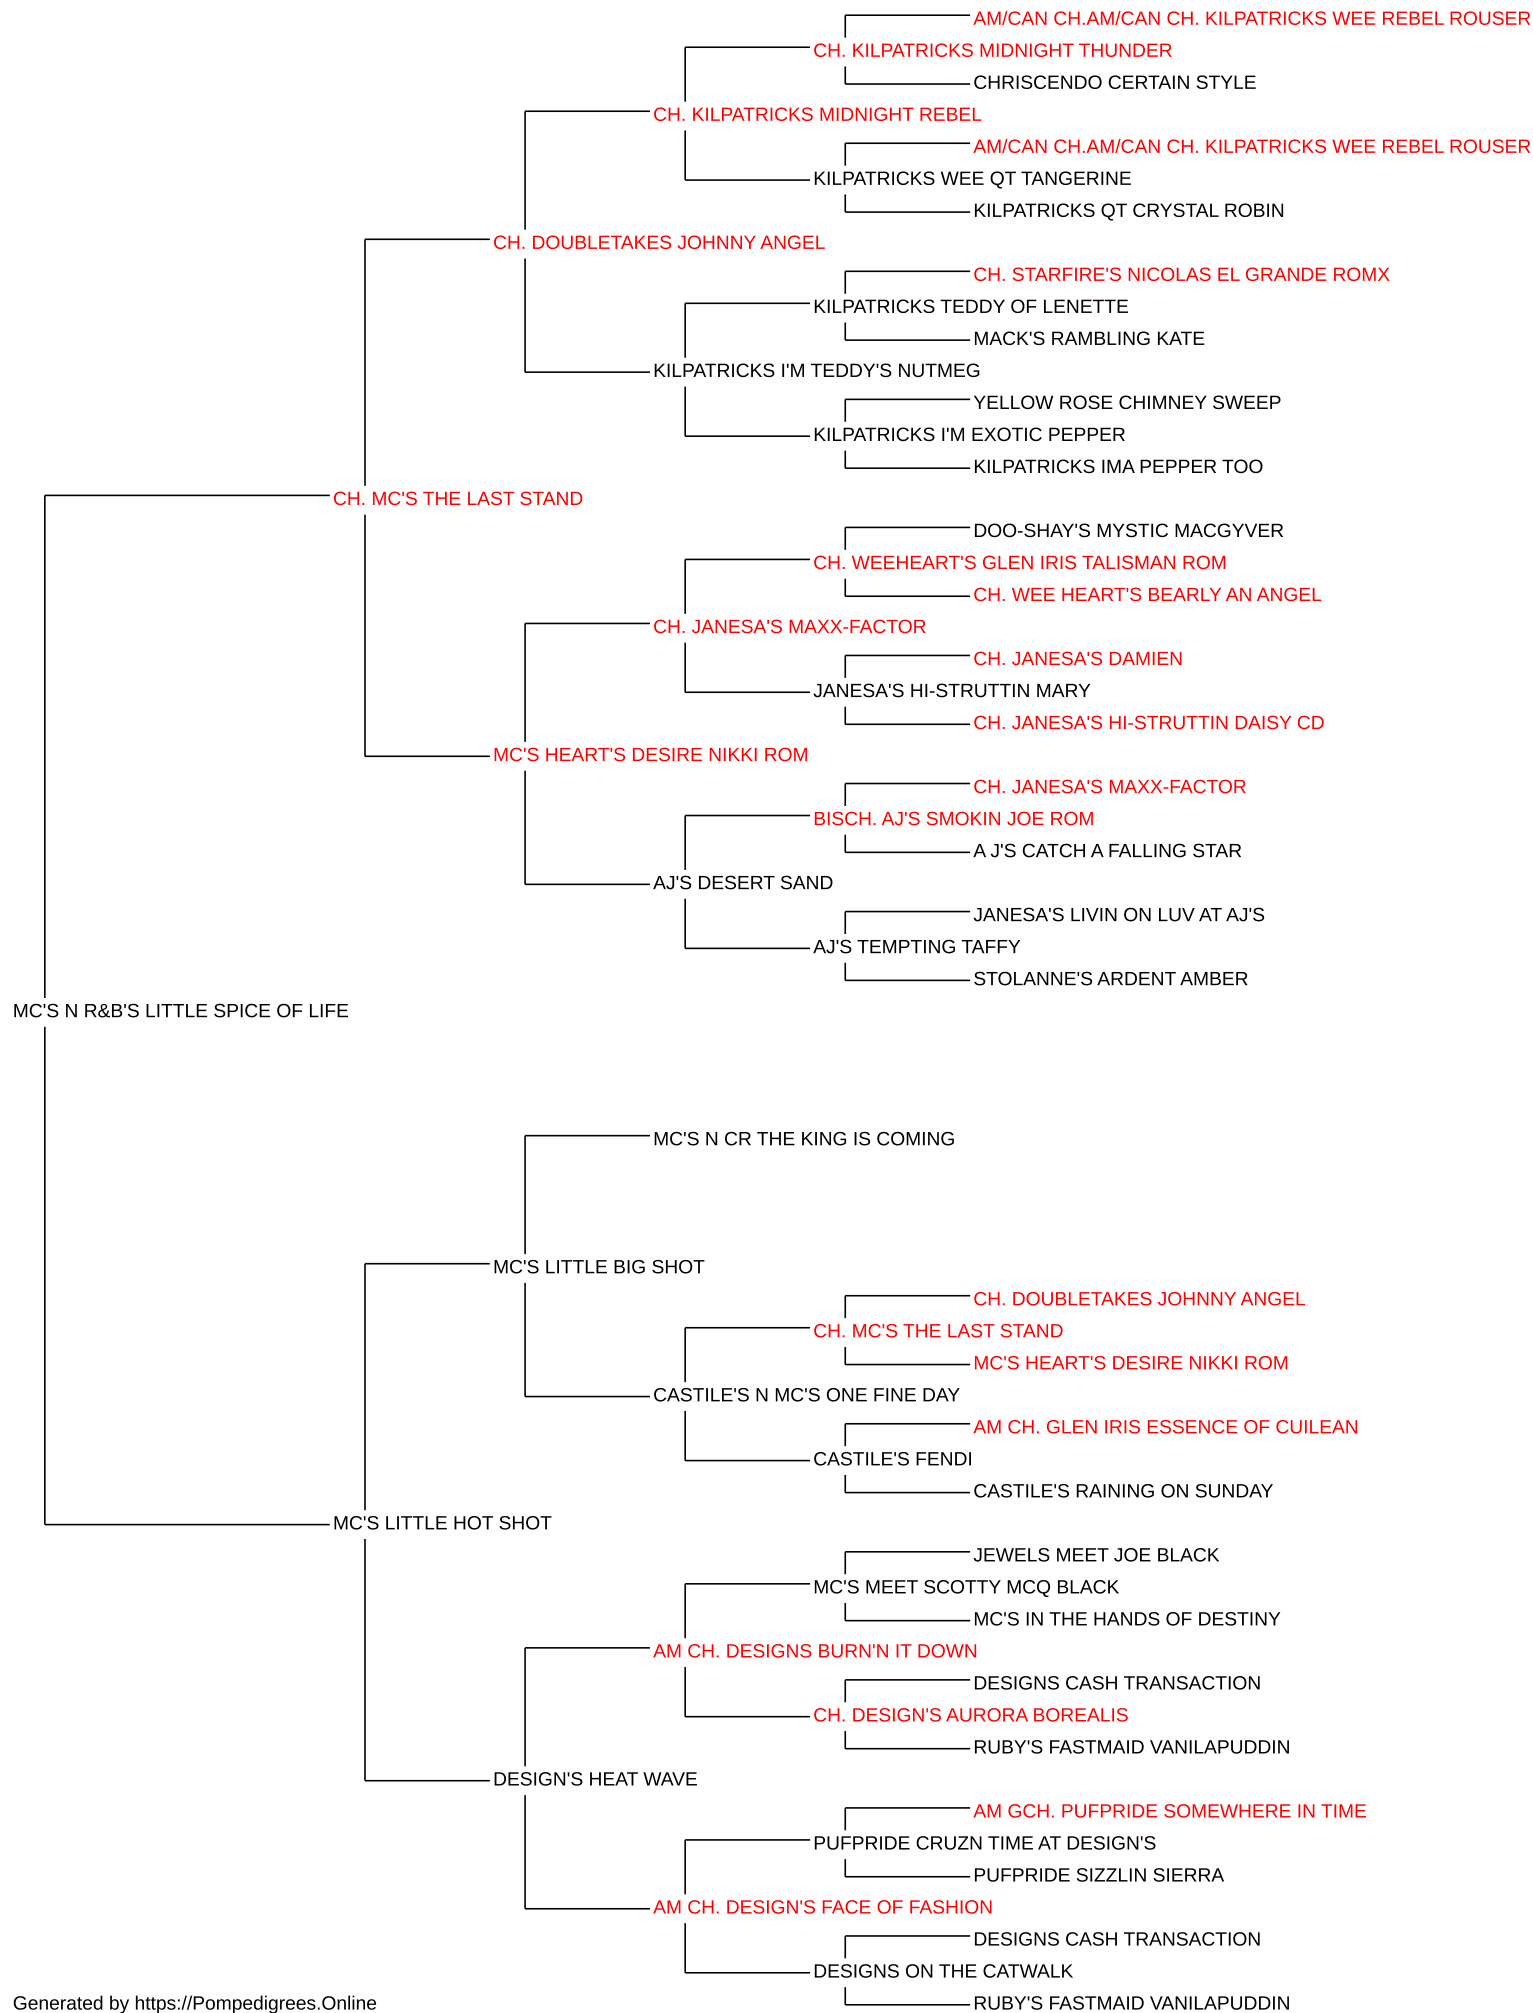 AM/CAN CH.AM/CAN CH. KILPATRICKS WEE REBEL ROUSER
CH. KILPATRICKS MIDNIGHT THUNDER
CHRISCENDO CERTAIN STYLE
CH. KILPATRICKS MIDNIGHT REBEL
AM/CAN CH.AM/CAN CH. KILPATRICKS WEE REBEL ROUSER
KILPATRICKS WEE QT TANGERINE
KILPATRICKS QT CRYSTAL ROBIN
CH. DOUBLETAKES JOHNNY ANGEL
CH. STARFIRE'S NICOLAS EL GRANDE ROMX
KILPATRICKS TEDDY OF LENETTE
MACK'S RAMBLING KATE
KILPATRICKS I'M TEDDY'S NUTMEG
YELLOW ROSE CHIMNEY SWEEP
KILPATRICKS I'M EXOTIC PEPPER
KILPATRICKS IMA PEPPER TOO
CH. MC'S THE LAST STAND
DOO-SHAY'S MYSTIC MACGYVER
CH. WEEHEART'S GLEN IRIS TALISMAN ROM
CH. WEE HEART'S BEARLY AN ANGEL
CH. JANESA'S MAXX-FACTOR
CH. JANESA'S DAMIEN
JANESA'S HI-STRUTTIN MARY
CH. JANESA'S HI-STRUTTIN DAISY CD
MC'S HEART'S DESIRE NIKKI ROM
CH. JANESA'S MAXX-FACTOR
BISCH. AJ'S SMOKIN JOE ROM
A J'S CATCH A FALLING STAR
AJ'S DESERT SAND
JANESA'S LIVIN ON LUV AT AJ'S
AJ'S TEMPTING TAFFY
STOLANNE'S ARDENT AMBER
MC'S N R&B'S LITTLE SPICE OF LIFE
MC'S N CR THE KING IS COMING
MC'S LITTLE BIG SHOT
CH. DOUBLETAKES JOHNNY ANGEL
CH. MC'S THE LAST STAND
MC'S HEART'S DESIRE NIKKI ROM
CASTILE'S N MC'S ONE FINE DAY
AM CH. GLEN IRIS ESSENCE OF CUILEAN
CASTILE'S FENDI
CASTILE'S RAINING ON SUNDAY
MC'S LITTLE HOT SHOT
JEWELS MEET JOE BLACK
MC'S MEET SCOTTY MCQ BLACK
MC'S IN THE HANDS OF DESTINY
AM CH. DESIGNS BURN'N IT DOWN
DESIGNS CASH TRANSACTION
CH. DESIGN'S AURORA BOREALIS
RUBY'S FASTMAID VANILAPUDDIN
DESIGN'S HEAT WAVE
AM GCH. PUFPRIDE SOMEWHERE IN TIME
PUFPRIDE CRUZN TIME AT DESIGN'S
PUFPRIDE SIZZLIN SIERRA
AM CH. DESIGN'S FACE OF FASHION
DESIGNS CASH TRANSACTION
DESIGNS ON THE CATWALK
RUBY'S FASTMAID VANILAPUDDIN
Generated by https://Pompedigrees.Online